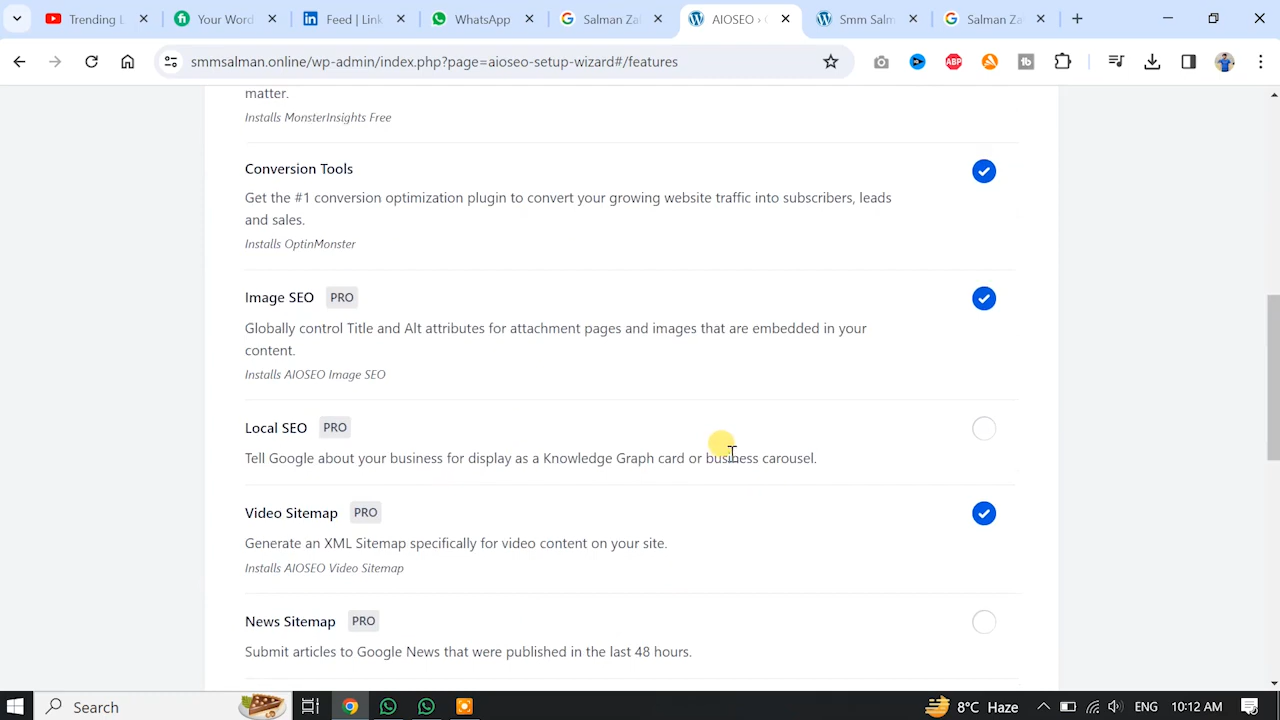 Trending L
Your Word
Feed | Link
WhatsApp
Salman Za
AIOSEO ›
Smm Salm
Salman Za
smmsalman.online/wp-admin/index.php?page=aioseo-setup-wizard#/features
ABP
tb
matter.
Installs MonsterInsights Free
Conversion Tools
Get the #1 conversion optimization plugin to convert your growing website traffic into subscribers, leads
and sales.
Installs OptinMonster
Image SEO PRO
Globally control Title and Alt attributes for attachment pages and images that are embedded in your
content.
Installs AIOSEO Image SEO
Local SEO PRO
Tell Google about your business for display as a Knowledge Graph card or business carousel.
Video Sitemap PRO
Generate an XML Sitemap specifically for video content on your site.
Installs AIOSEO Video Sitemap
News Sitemap PRO
Submit articles to Google News that were published in the last 48 hours.
Search
8°C Haze
ENG
10:12 AM